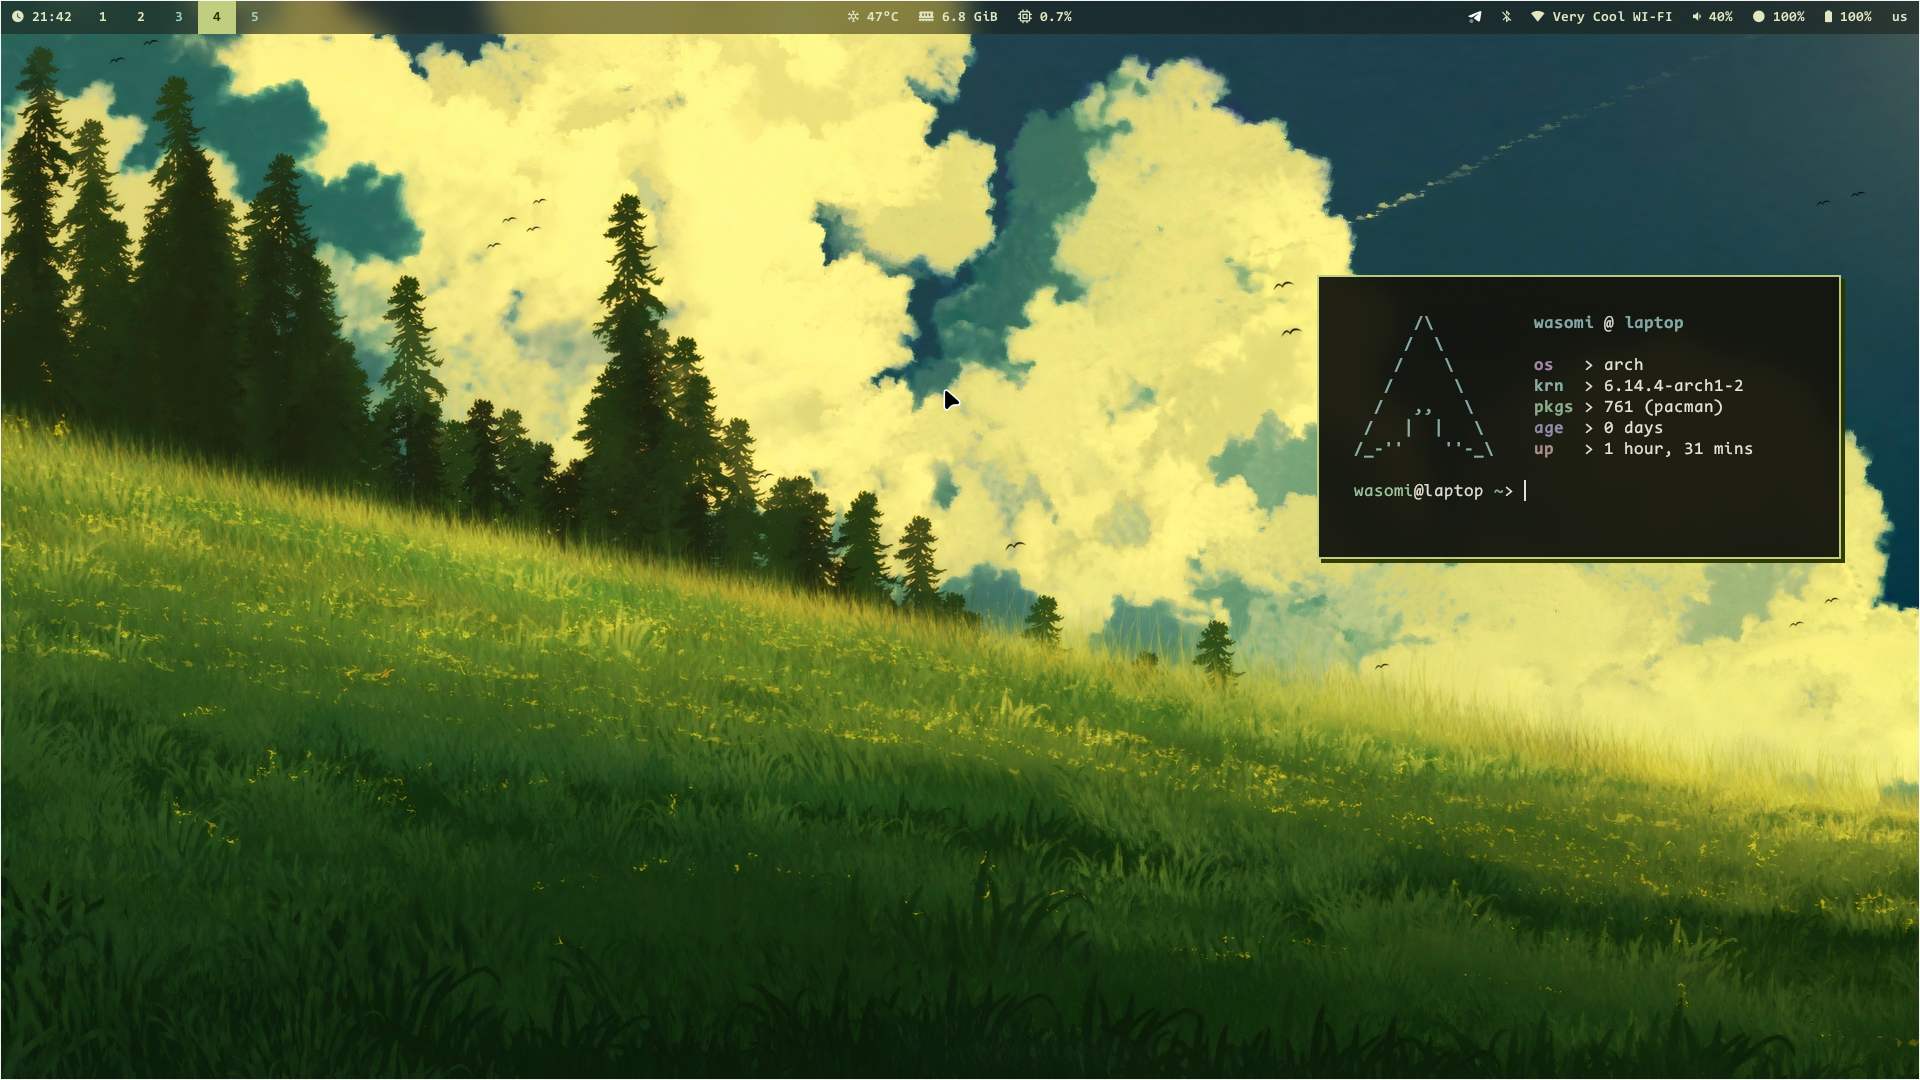 21:42 1 2 3 4 5 47°C 6.8 GiB 0.7% Very Cool WI-FI 40% 100% 100% us
wasomi @ laptop
os > arch
krn > 6.14.4-arch1-2
pkgs > 761 (pacman)
age > 0 days
up > 1 hour, 31 mins
wasomi@laptop ~>